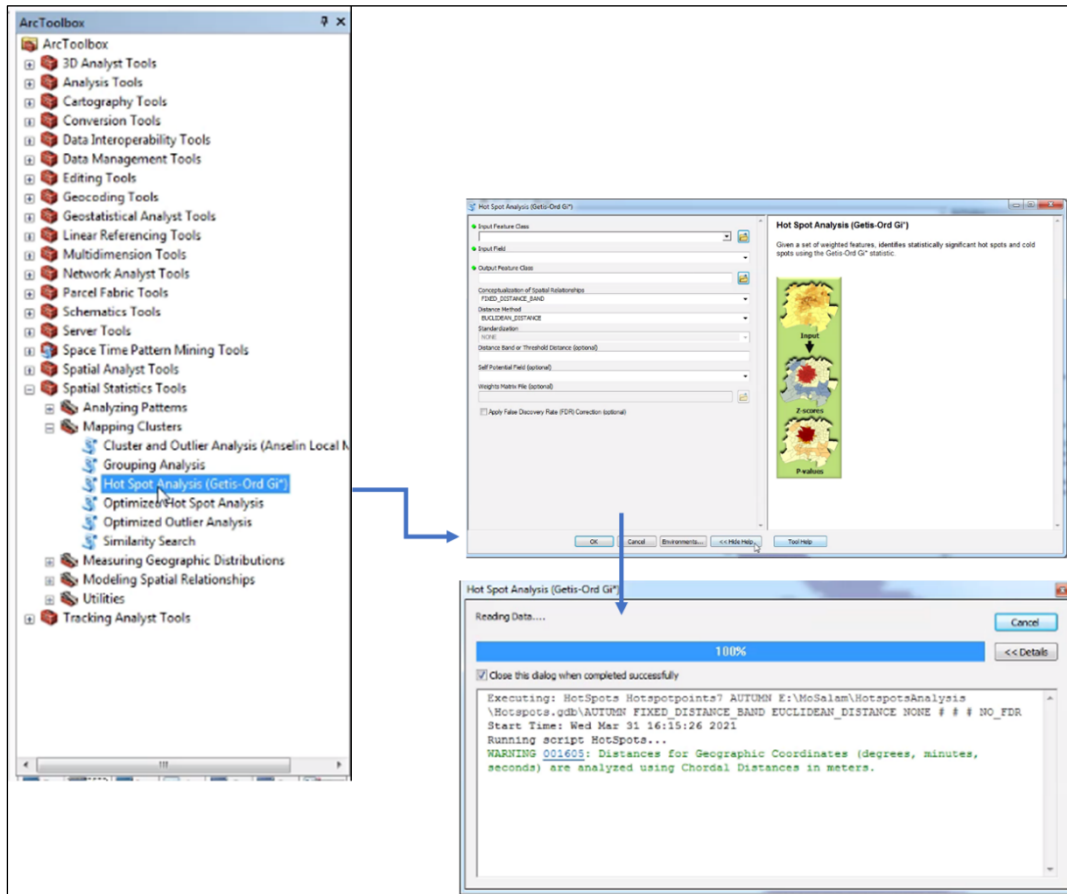 ArcToolbox
ArcToolbox
3D Analyst Tools
Analysis Tools
Cartography Tools
Conversion Tools
Data Interoperability Tools
Data Management Tools
Editing Tools
Geocoding Tools
Geostatistical Analyst Tools
Linear Referencing Tools
Multidimension Tools
Network Analyst Tools
Parcel Fabric Tools
Schematics Tools
Server Tools
Space Time Pattern Mining Tools
Spatial Analyst Tools
Spatial Statistics Tools
Analyzing Patterns
Mapping Clusters
Cluster and Outlier Analysis (Anselin Local M
Grouping Analysis
Hot Spot Analysis (Getis-Ord Gi*)
Optimized Hot Spot Analysis
Optimized Outlier Analysis
Similarity Search
Measuring Geographic Distributions
Modeling Spatial Relationships
Utilities
Tracking Analyst Tools
Hot Spot Analysis (Getis-Ord Gi*)
Input Feature Class
Input Field
Output Feature Class
Conceptualization of Spatial Relationships
FIXED_DISTANCE_BAND
Distance Method
EUCLIDEAN_DISTANCE
Standardization
NONE
Distance Band or Threshold Distance (optional)
Self Potential Field (optional)
Weights Matrix File (optional)
Apply False Discovery Rate (FDR) Correction (optional)
OK Cancel Environments... << Hide Help Tool Help
Hot Spot Analysis (Getis-Ord Gi*)
Given a set of weighted features, identifies statistically significant hot spots and cold
spots using the Getis-Ord Gi* statistic.
Input
Z-scores
P-values
Hot Spot Analysis (Getis-Ord Gi*)
Reading Data....
Cancel
100%
<< Details
Close this dialog when completed successfully
Executing: HotSpots Hotspotpoints7 AUTUMN E:\MoSalam\HotspotsAnalysis
\Hotspots.gdb\AUTUMN FIXED_DISTANCE_BAND EUCLIDEAN_DISTANCE NONE # # # NO_FDR
Start Time: Wed Mar 31 16:15:26 2021
Running script HotSpots...
WARNING 001605: Distances for Geographic Coordinates (degrees, minutes,
seconds) are analyzed using Chordal Distances in meters.